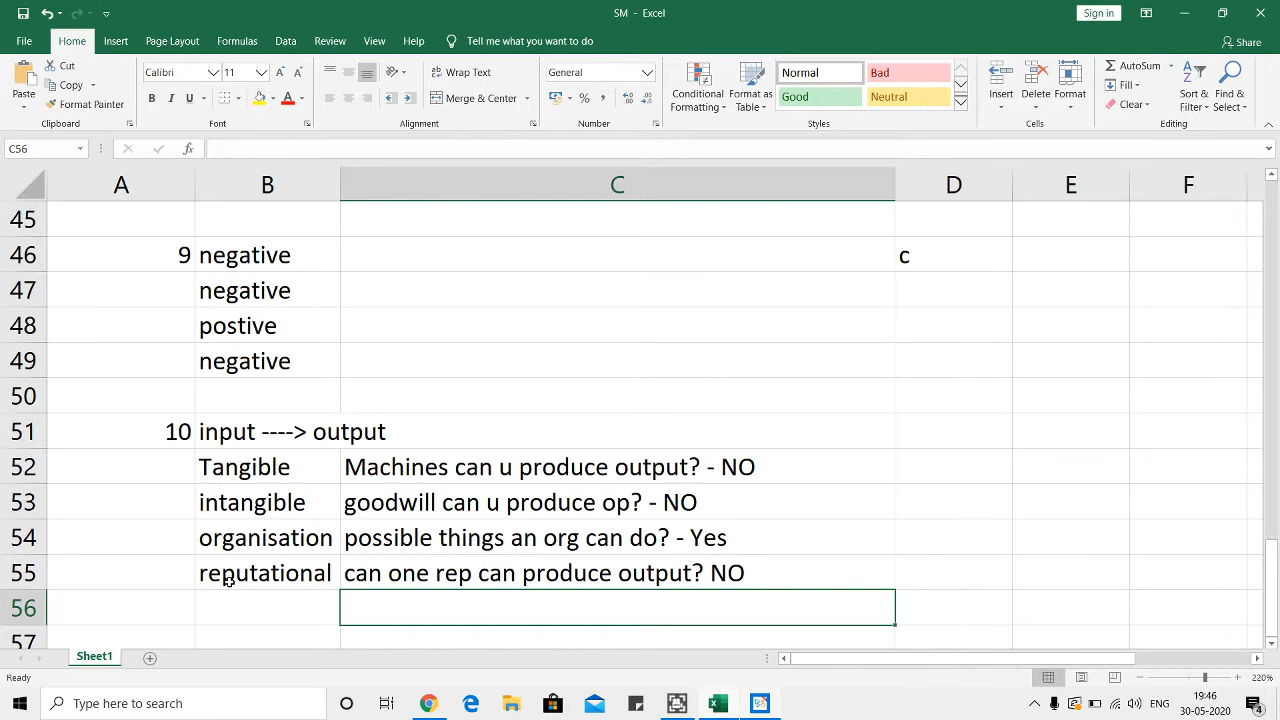 SM - Excel
Sign in
File Home Insert Page Layout Formulas Data Review View Help Tell me what you want to do Share
Paste
Cut
Copy
Format Painter
Clipboard
Calibri 11
B I U
Font
Wrap Text
Merge & Center
Alignment
General
Number
Conditional Formatting
Format as Table
Normal Bad
Good Neutral
Styles
Insert Delete Format
Cells
AutoSum
Fill
Clear
Sort & Filter
Find & Select
Editing
C56 fx
A B C D E F
45
46 9 negative c
47 negative
48 postive
49 negative
50
51 10 input ----> output
52 Tangible Machines can u produce output? - NO
53 intangible goodwill can u produce op? - NO
54 organisation possible things an org can do? - Yes
55 reputational can one rep can produce output? NO
56
57
Sheet1
Ready 220%
Type here to search
ENG
19:46
30-05-2020
4